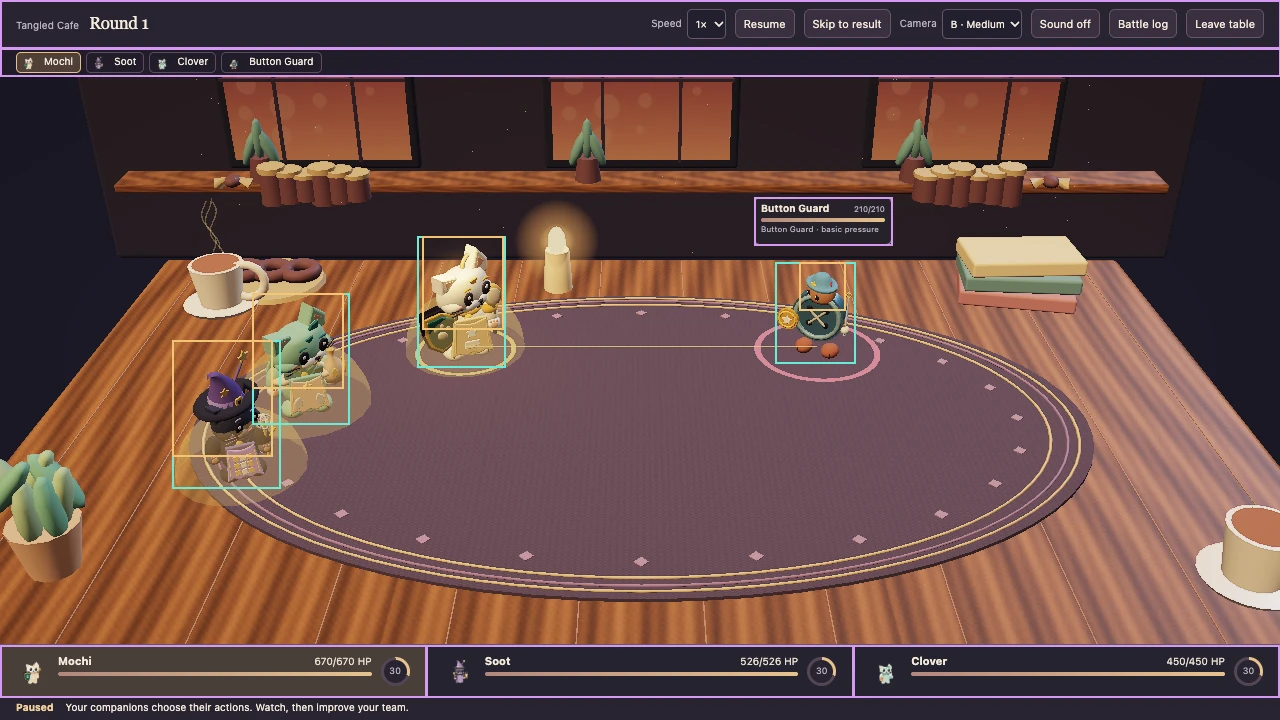 Tangled Cafe Round 1 Speed 1x Resume Skip to result Camera B · Medium Sound off Battle log Leave table
Mochi Soot Clover Button Guard
Button Guard 210/210
Button Guard · basic pressure
Mochi 670/670 HP 30
Soot 526/526 HP 30
Clover 450/450 HP 30
Paused Your companions choose their actions. Watch, then improve your team.